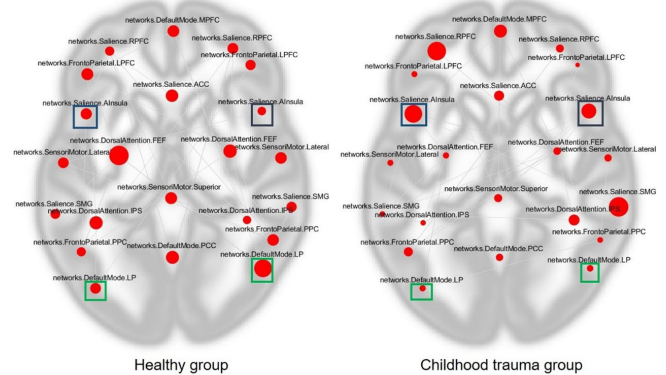 networks.DefaultMode.MPFC
networks.Salience.RPFC
networks.Salience.RPFC
networks.FrontoParietal.LPFC
networks.FrontoParietal.LPFC
networks.Salience.ACC
networks.Salience.AInsula
networks.Salience.AInsula
networks.DorsalAttention.FEF
networks.DorsalAttention.FEF
networks.SensoriMotor.Lateral
networks.SensoriMotor.Lateral
networks.SensoriMotor.Superior
networks.Salience.SMG
networks.Salience.SMG
networks.DorsalAttention.IPS
networks.DorsalAttention.IPS
networks.FrontoParietal.PPC
networks.FrontoParietal.PPC
networks.DefaultMode.PCC
networks.DefaultMode.LP
networks.DefaultMode.LP
Healthy group
networks.DefaultMode.MPFC
networks.Salience.RPFC
networks.Salience.RPFC
networks.FrontoParietal.LPFC
networks.FrontoParietal.LPFC
networks.Salience.ACC
networks.Salience.AInsula
networks.Salience.AInsula
networks.DorsalAttention.FEF
networks.DorsalAttention.FEF
networks.SensoriMotor.Lateral
networks.SensoriMotor.Lateral
networks.SensoriMotor.Superior
networks.Salience.SMG
networks.Salience.SMG
networks.DorsalAttention.IPS
networks.DorsalAttention.IPS
networks.FrontoParietal.PPC
networks.FrontoParietal.PPC
networks.DefaultMode.PCC
networks.DefaultMode.LP
networks.DefaultMode.LP
Childhood trauma group